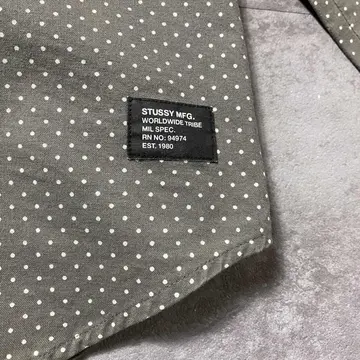 STUSSY MFG.
WORLDWIDE TRIBE
MIL SPEC.
RN NO: 94974
EST. 1980